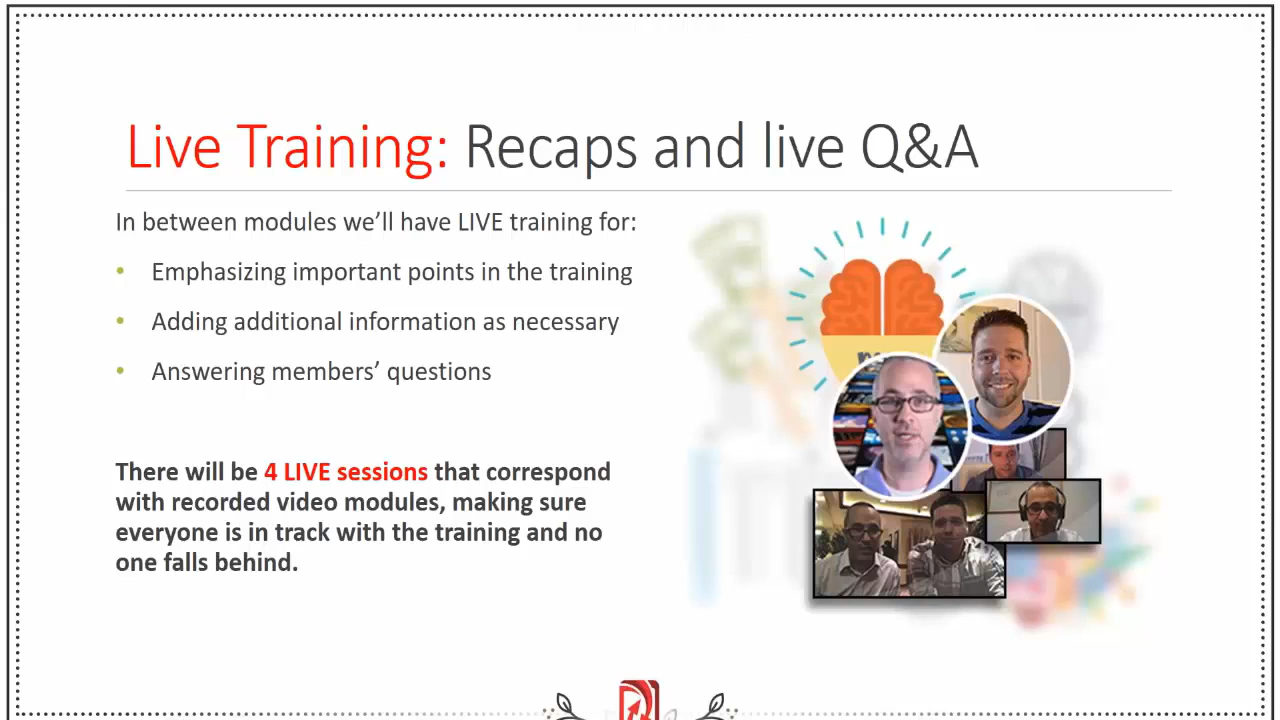 Live Training: Recaps and live Q&A
In between modules we’ll have LIVE training for:
• Emphasizing important points in the training
• Adding additional information as necessary
• Answering members’ questions
There will be 4 LIVE sessions that correspond
with recorded video modules, making sure
everyone is in track with the training and no
one falls behind.